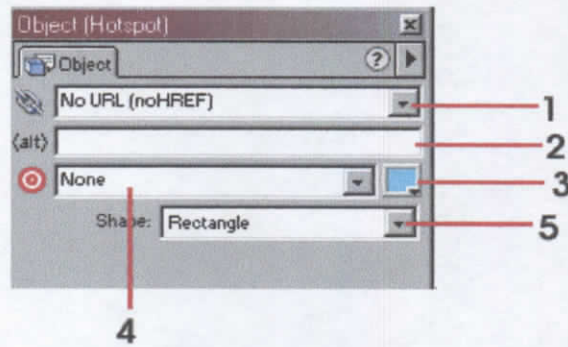 Object (Hotspot)
Object
No URL (noHREF)
1
(alt)
2
None
3
Shape: Rectangle
5
4